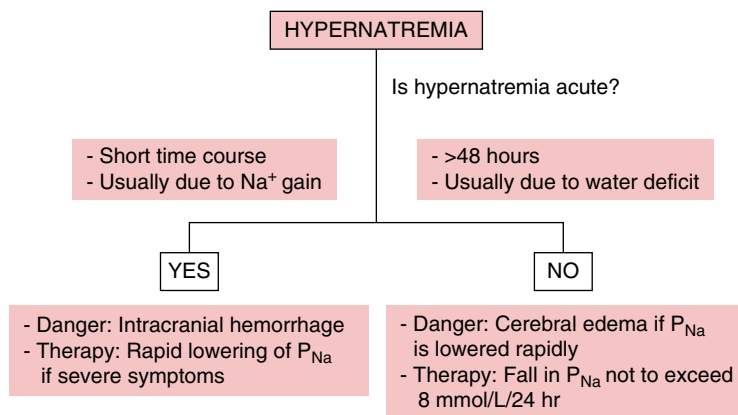 HYPERNATREMIA
Is hypernatremia acute?
- Short time course
- Usually due to Na⁺ gain
- >48 hours
- Usually due to water deficit
YES
NO
- Danger: Intracranial hemorrhage
- Therapy: Rapid lowering of P_Na
if severe symptoms
- Danger: Cerebral edema if P_Na
is lowered rapidly
- Therapy: Fall in P_Na not to exceed
8 mmol/L/24 hr